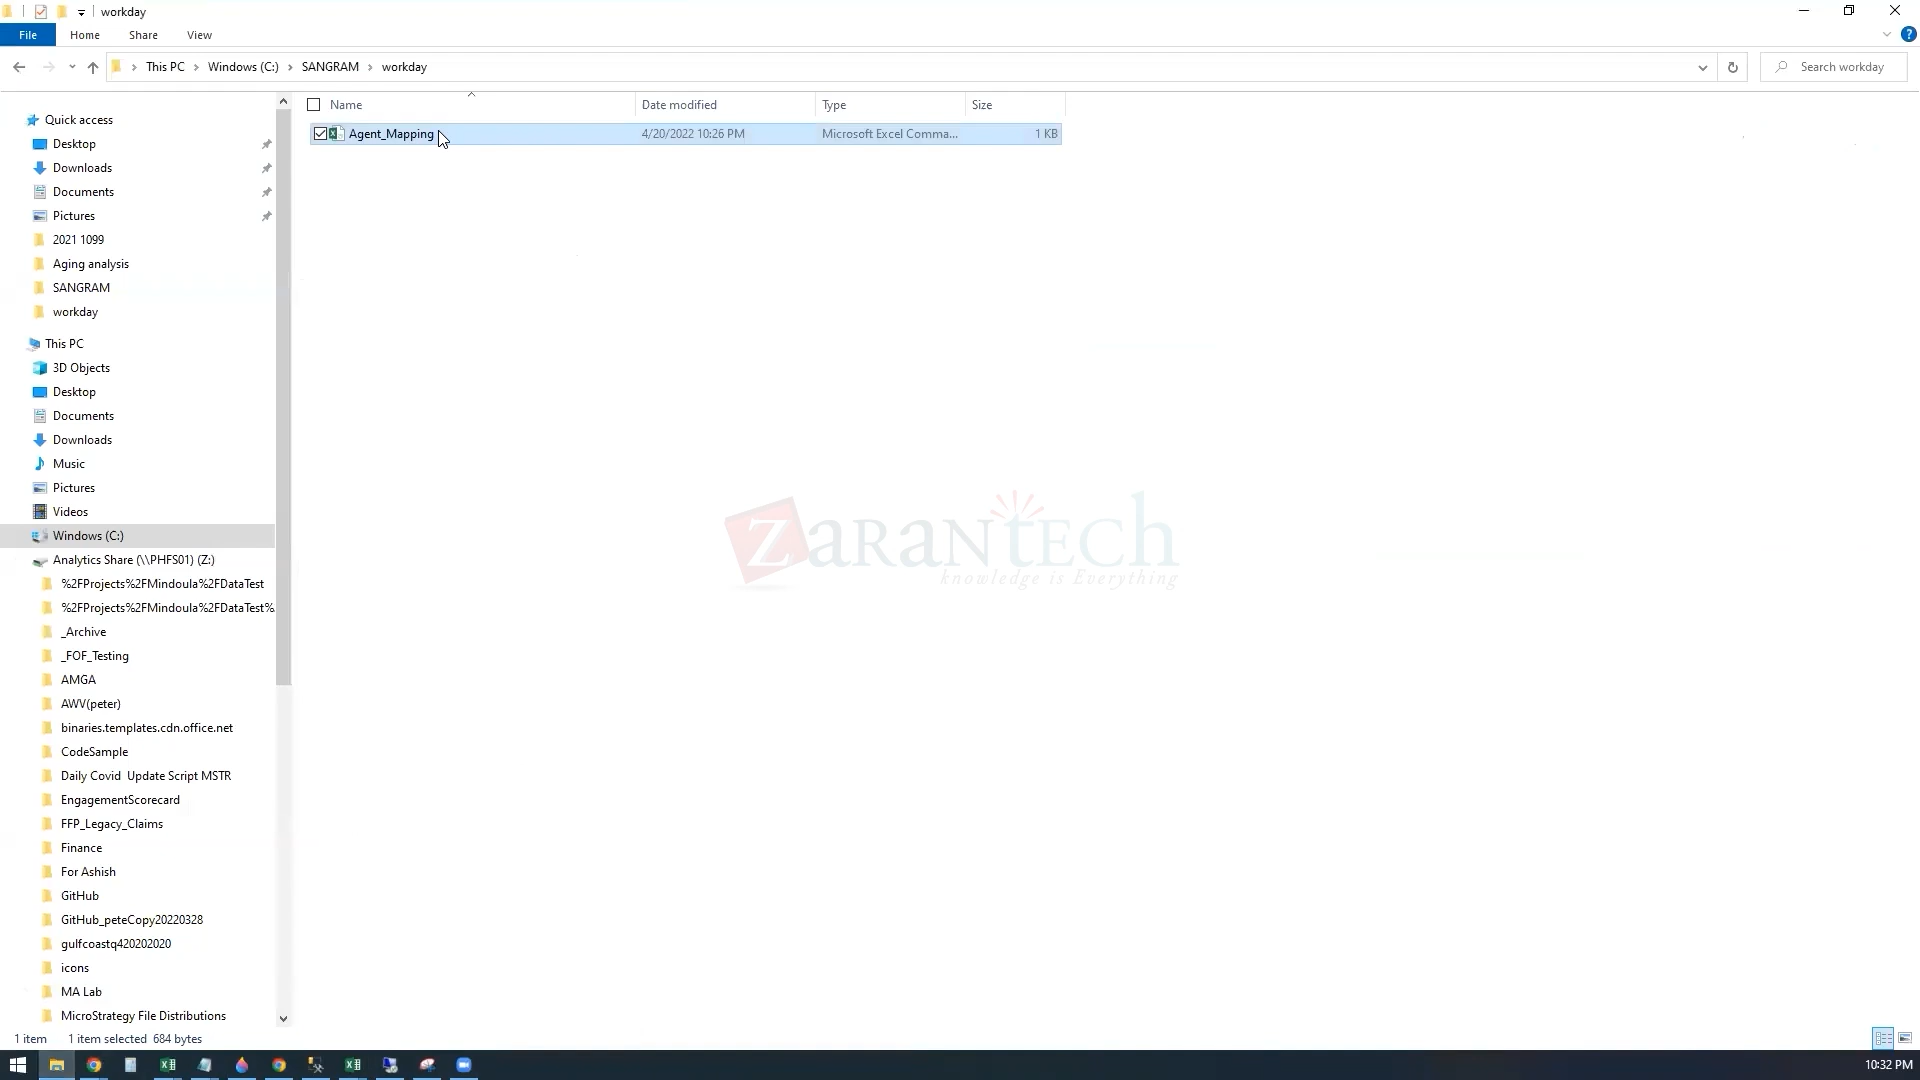 workday
File Home Share View
This PC Windows (C:) SANGRAM workday
Search workday
Name Date modified Type Size
Agent_Mapping 4/20/2022 10:26 PM Microsoft Excel Comma... 1 KB
Quick access
Desktop
Downloads
Documents
Pictures
2021 1099
Aging analysis
SANGRAM
workday
This PC
3D Objects
Desktop
Documents
Downloads
Music
Pictures
Videos
Windows (C:)
Analytics Share (\\PHFS01) (Z:)
%2FProjects%2FMindoula%2FDataTest
%2FProjects%2FMindoula%2FDataTest%
_Archive
_FOF_Testing
AMGA
AWV(peter)
binaries.templates.cdn.office.net
CodeSample
Daily Covid Update Script MSTR
EngagementScorecard
FFP_Legacy_Claims
Finance
For Ashish
GitHub
GitHub_peteCopy20220328
gulfcoastq420202020
icons
MA Lab
MicroStrategy File Distributions
ZARANTECH
knowledge is Everything
1 item 1 item selected 684 bytes
10:32 PM